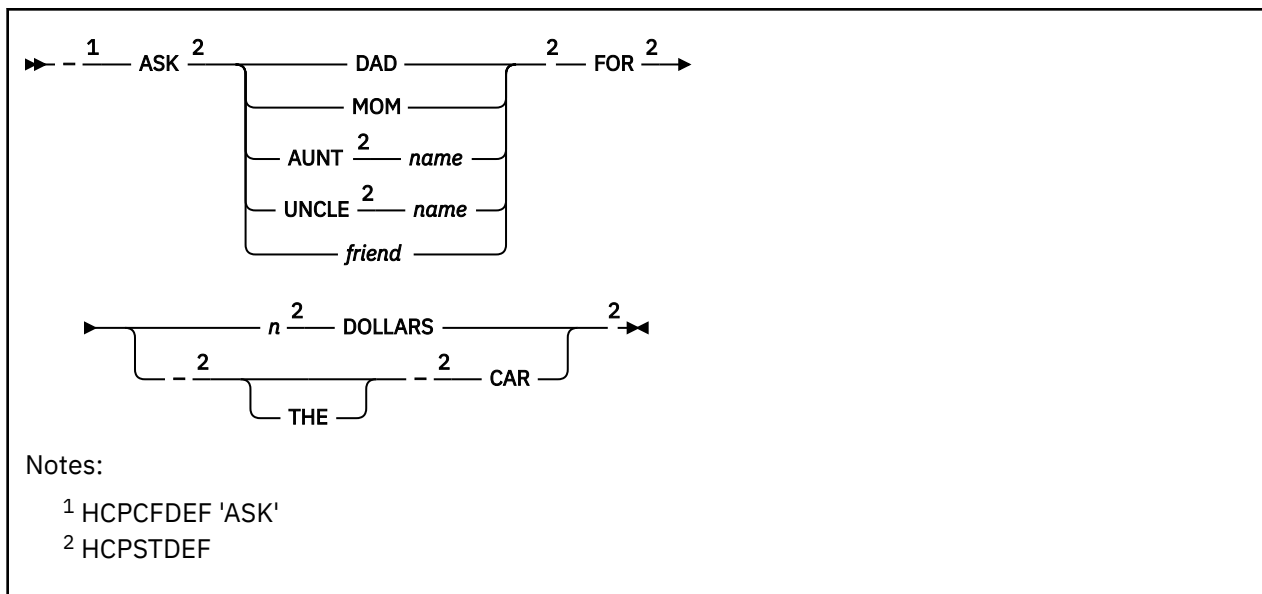 1 ASK 2 DAD 2 FOR 2
MOM
AUNT 2 name
UNCLE 2 name
friend
n 2 DOLLARS 2
2 2 CAR
THE
Notes:
1 HCPCFDEF 'ASK'
2 HCPSTDEF